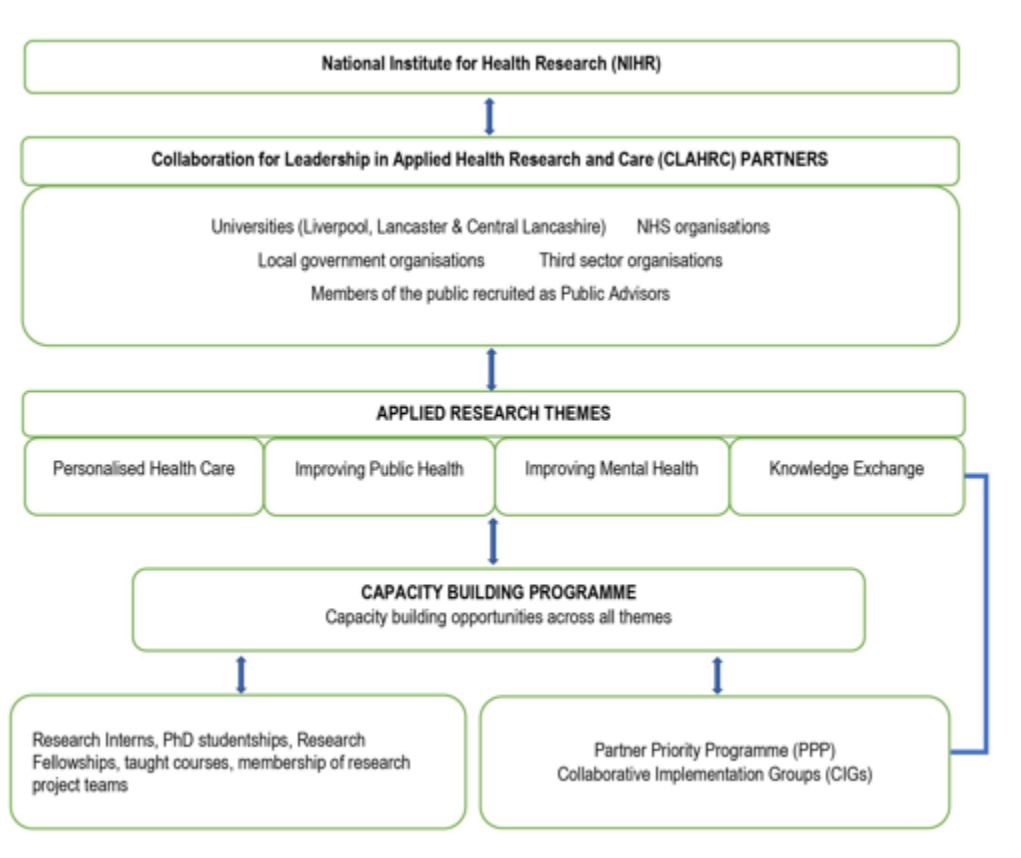 National Institute for Health Research (NIHR)
Collaboration for Leadership in Applied Health Research and Care (CLAHRC) PARTNERS
Universities (Liverpool, Lancaster & Central Lancashire) NHS organisations
Local government organisations Third sector organisations
Members of the public recruited as Public Advisors
APPLIED RESEARCH THEMES
Personalised Health Care
Improving Public Health
Improving Mental Health
Knowledge Exchange
CAPACITY BUILDING PROGRAMME
Capacity building opportunities across all themes
Research Interns, PhD studentships, Research
Fellowships, taught courses, membership of research
project teams
Partner Priority Programme (PPP)
Collaborative Implementation Groups (CIGs)